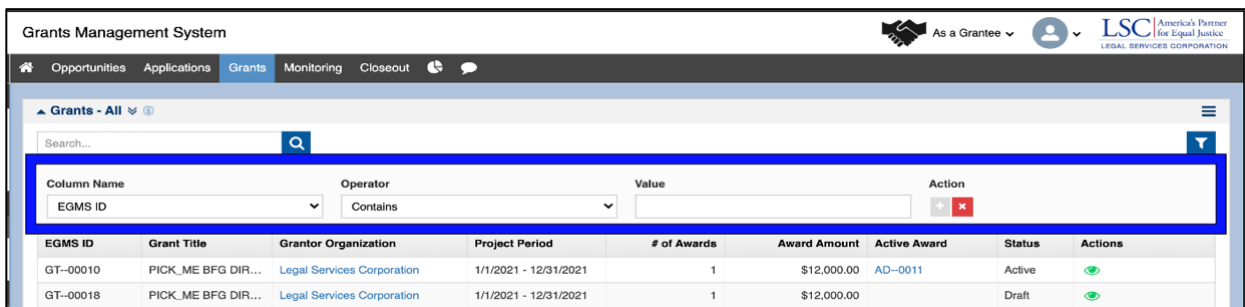 Grants Management System
As a Grantee
LSC America's Partner for Equal Justice
LEGAL SERVICES CORPORATION
Opportunities Applications Grants Monitoring Closeout
Grants - All
Search...
Column Name Operator Value Action
EGMS ID Contains
EGMS ID Grant Title Grantor Organization Project Period # of Awards Award Amount Active Award Status Actions
GT--00010 PICK_ME BFG DIR... Legal Services Corporation 1/1/2021 - 12/31/2021 1 $12,000.00 AD--0011 Active
GT--00018 PICK_ME BFG DIR... Legal Services Corporation 1/1/2021 - 12/31/2021 1 $12,000.00 Draft